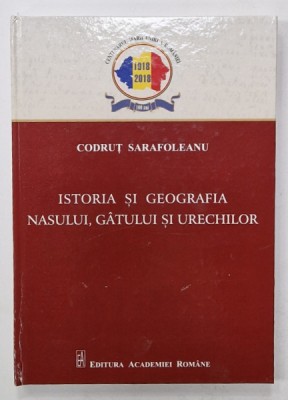 1918
2018
CODRUȚ SARAFOLEANU
ISTORIA ȘI GEOGRAFIA
NASULUI, GÂTULUI ȘI URECHILOR
EDITURA ACADEMIEI ROMÂNE